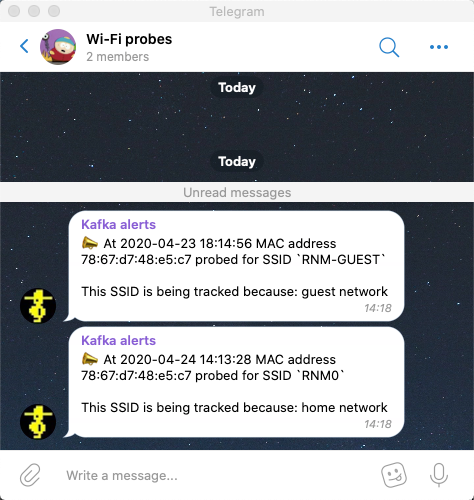 Telegram
Wi-Fi probes
2 members
Today
Today
Unread messages
Kafka alerts
At 2020-04-23 18:14:56 MAC address
78:67:d7:48:e5:c7 probed for SSID `RNM-GUEST`
This SSID is being tracked because: guest network
14:18
Kafka alerts
At 2020-04-24 14:13:28 MAC address
78:67:d7:48:e5:c7 probed for SSID `RNM0`
This SSID is being tracked because: home network
14:18
Write a message...